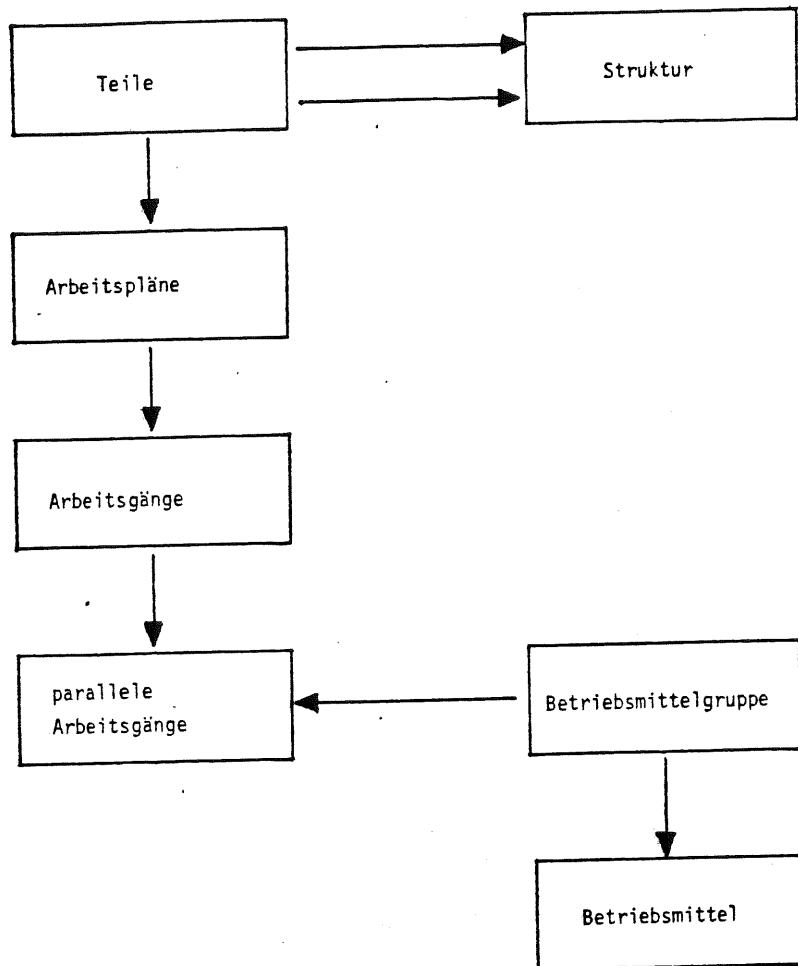 Teile
Struktur
Arbeitspläne
Arbeitsgänge
parallele
Arbeitsgänge
Betriebsmittelgruppe
Betriebsmittel